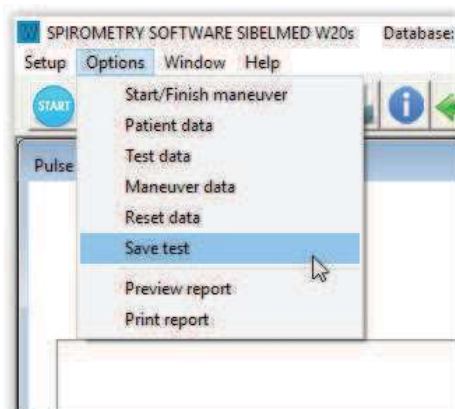 W SPIROMETRY SOFTWARE SIBELMED W20s Database:
Setup Options Window Help
START
Start/Finish maneuver
Patient data
Test data
Pulse
Maneuver data
Reset data
Save test
Preview report
Print report